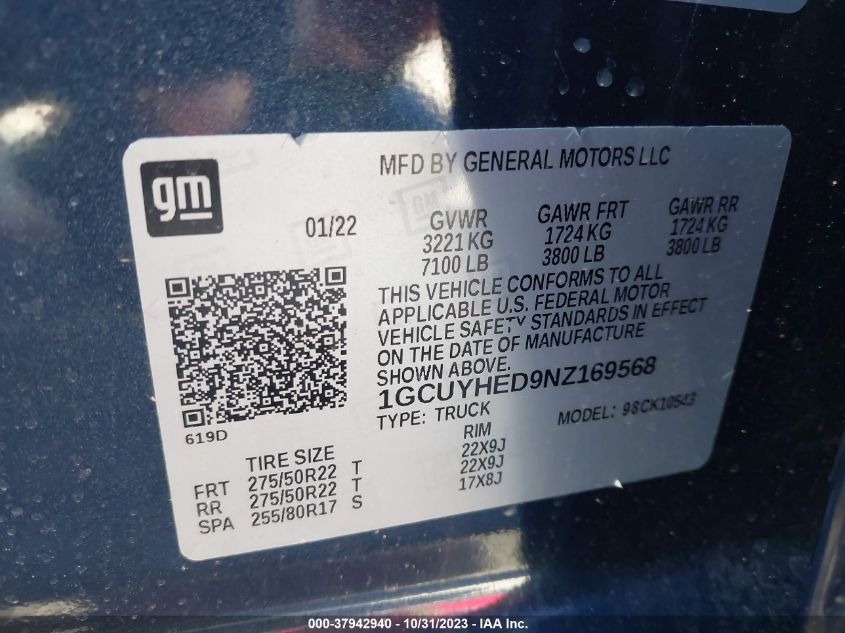 gm
MFD BY GENERAL MOTORS LLC
01/22
GVWR GAWR FRT GAWR RR
3221 KG 1724 KG 1724 KG
7100 LB 3800 LB 3800 LB
THIS VEHICLE CONFORMS TO ALL
APPLICABLE U.S. FEDERAL MOTOR
VEHICLE SAFETY STANDARDS IN EFFECT
ON THE DATE OF MANUFACTURE
SHOWN ABOVE.
1GCUYHED9NZ169568
TYPE: TRUCK MODEL: 98CK10543
619D
TIRE SIZE RIM
FRT 275/50R22 T 22X9J
RR 275/50R22 T 22X9J
SPA 255/80R17 S 17X8J
000-37942940 - 10/31/2023 - IAA Inc.